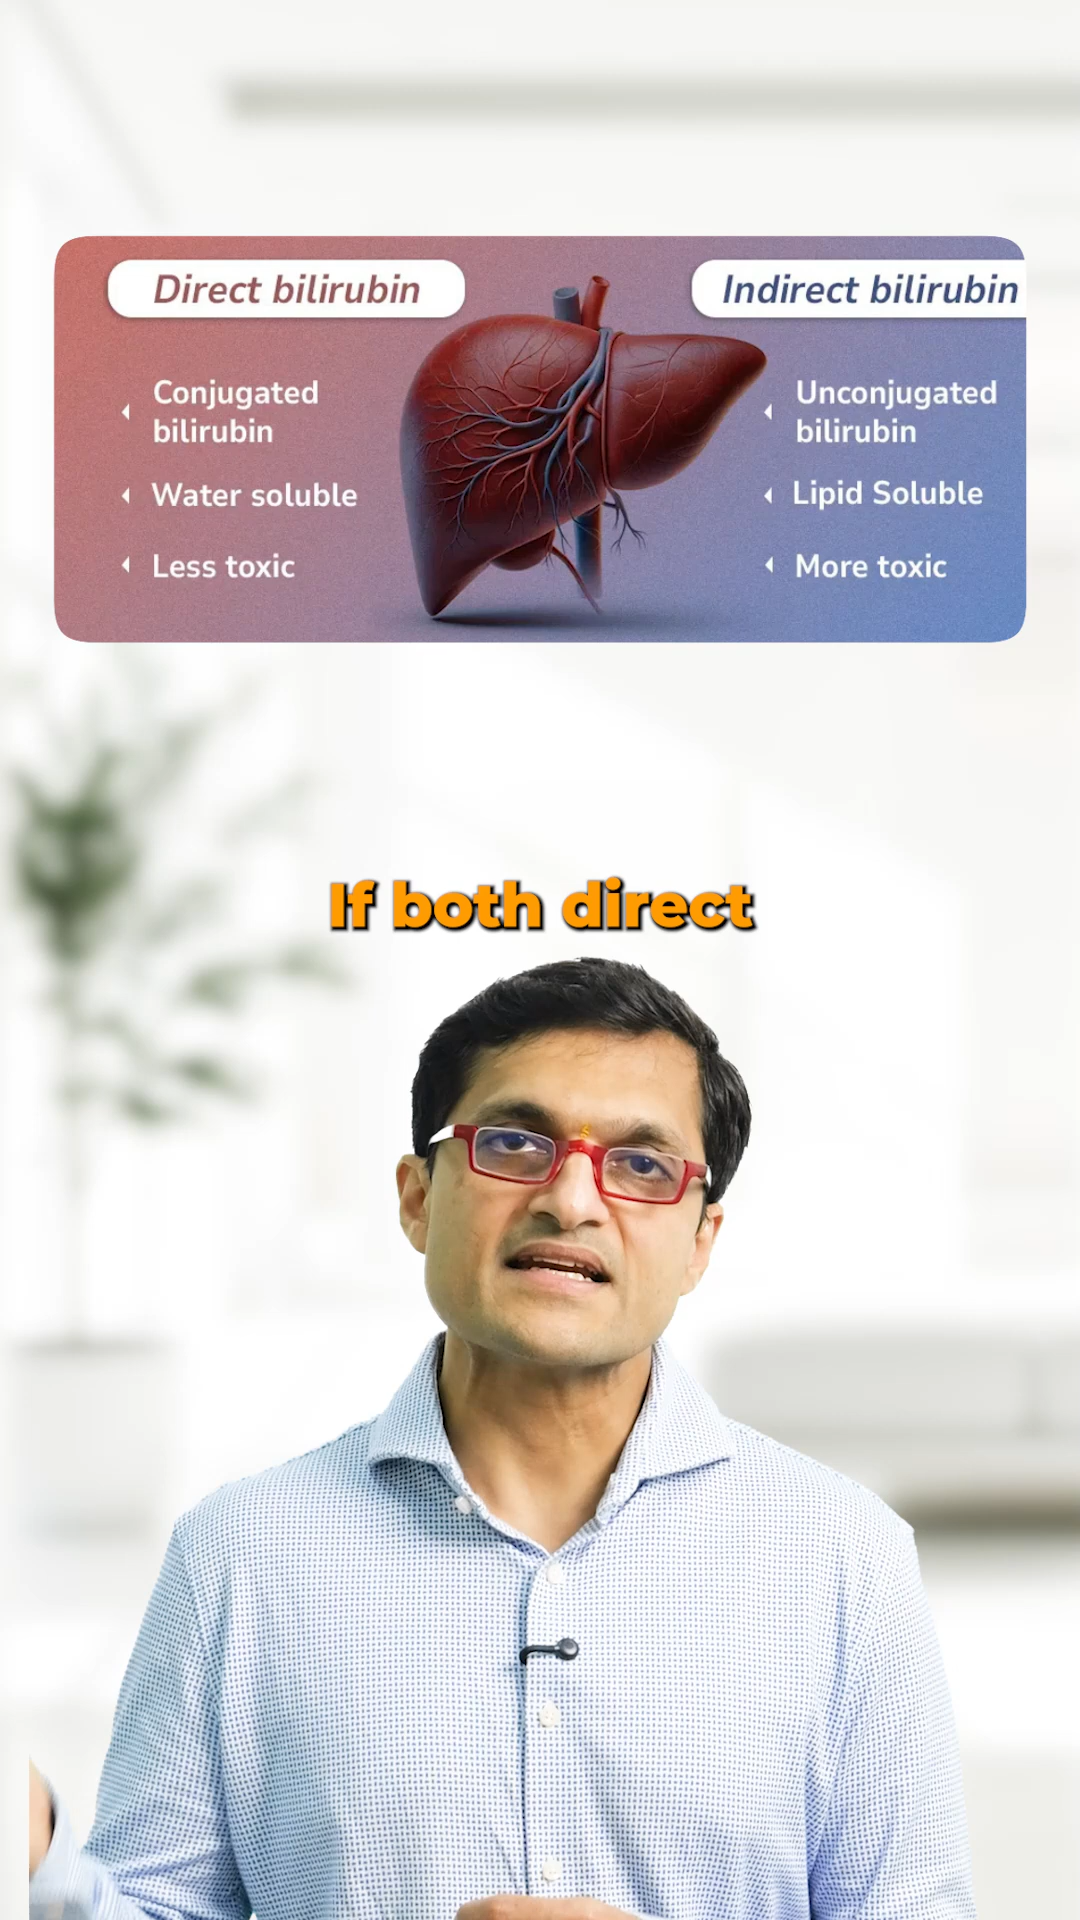 Direct bilirubin
Conjugated
bilirubin
Water soluble
Less toxic
Indirect bilirubin
Unconjugated
bilirubin
Lipid Soluble
More toxic
If both direct